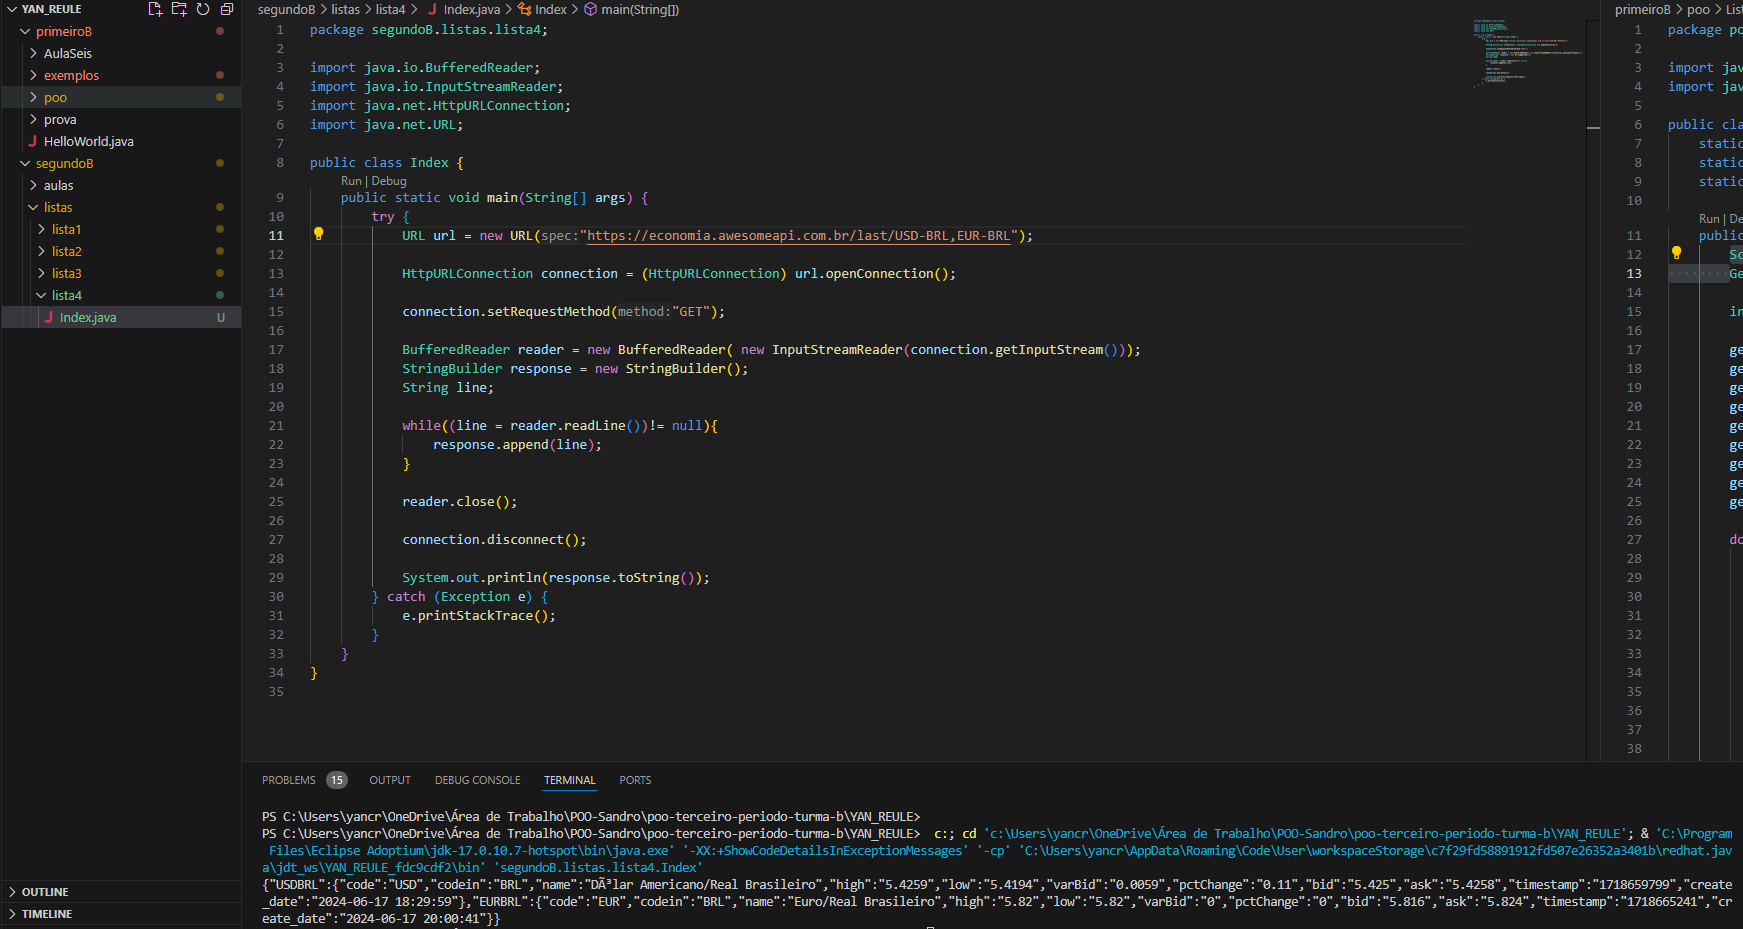 YAN_REULE
primeiroB
AulaSeis
exemplos
poo
prova
HelloWorld.java
segundoB
aulas
listas
lista1
lista2
lista3
lista4
Index.java U
OUTLINE
TIMELINE
segundoB > listas > lista4 > Index.java > Index > main(String[])
1 package segundoB.listas.lista4;
2
3 import java.io.BufferedReader;
4 import java.io.InputStreamReader;
5 import java.net.HttpURLConnection;
6 import java.net.URL;
7
8 public class Index {
Run | Debug
9 public static void main(String[] args) {
10 try {
11 URL url = new URL(spec:"https://economia.awesomeapi.com.br/last/USD-BRL,EUR-BRL");
12
13 HttpURLConnection connection = (HttpURLConnection) url.openConnection();
14
15 connection.setRequestMethod(method:"GET");
16
17 BufferedReader reader = new BufferedReader( new InputStreamReader(connection.getInputStream()));
18 StringBuilder response = new StringBuilder();
19 String line;
20
21 while((line = reader.readLine())!= null){
22 response.append(line);
23 }
24
25 reader.close();
26
27 connection.disconnect();
28
29 System.out.println(response.toString());
30 } catch (Exception e) {
31 e.printStackTrace();
32 }
33 }
34 }
35
primeiroB > poo > List
1 package po
2
3 import jav
4 import jav
5
6 public cla
7 static
8 static
9 static
10
Run | De
11 public
12 Sc
13 Ge
14
15 in
16
17 ge
18 ge
19 ge
20 ge
21 ge
22 ge
23 ge
24 ge
25 ge
26
27 do
28
29
30
31
32
33
34
35
36
37
38
PROBLEMS 15 OUTPUT DEBUG CONSOLE TERMINAL PORTS
PS C:\Users\yancr\OneDrive\Área de Trabalho\POO-Sandro\poo-terceiro-periodo-turma-b\YAN_REULE>
PS C:\Users\yancr\OneDrive\Área de Trabalho\POO-Sandro\poo-terceiro-periodo-turma-b\YAN_REULE> c:; cd 'c:\Users\yancr\OneDrive\Área de Trabalho\POO-Sandro\poo-terceiro-periodo-turma-b\YAN_REULE'; & 'C:\Program
Files\Eclipse Adoptium\jdk-17.0.10.7-hotspot\bin\java.exe' '-XX:+ShowCodeDetailsInExceptionMessages' '-cp' 'C:\Users\yancr\AppData\Roaming\Code\User\workspaceStorage\c7f29fd58891912fd507e26352a3401b\redhat.jav
a\jdt_ws\YAN_REULE_fdc9cdf2\bin' 'segundoB.listas.lista4.Index'
{"USDBRL":{"code":"USD","codein":"BRL","name":"DÃ³lar Americano/Real Brasileiro","high":"5.4259","low":"5.4194","varBid":"0.0059","pctChange":"0.11","bid":"5.425","ask":"5.4258","timestamp":"1718659799","create
_date":"2024-06-17 18:29:59"},"EURBRL":{"code":"EUR","codein":"BRL","name":"Euro/Real Brasileiro","high":"5.82","low":"5.82","varBid":"0","pctChange":"0","bid":"5.816","ask":"5.824","timestamp":"1718665241","cr
eate_date":"2024-06-17 20:00:41"}}